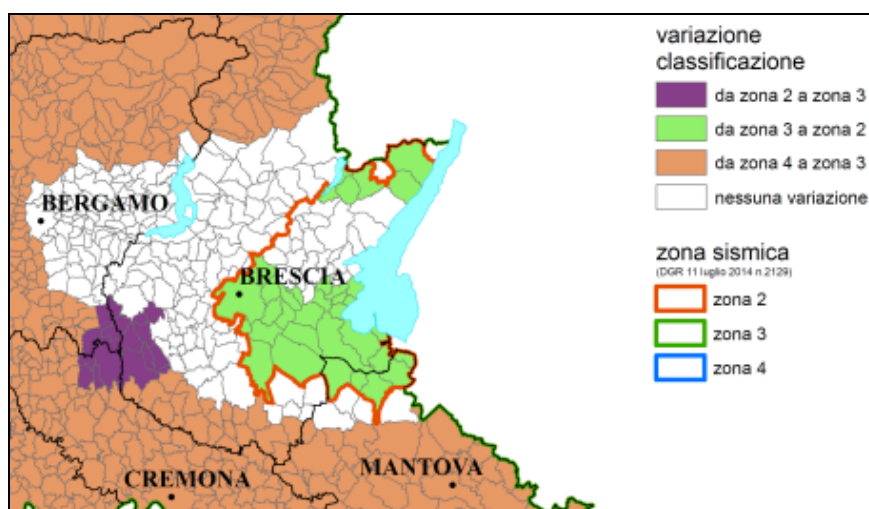 BERGAMO
BRESCIA
CREMONA
MANTOVA
variazione
classificazione
da zona 2 a zona 3
da zona 3 a zona 2
da zona 4 a zona 3
nessuna variazione
zona sismica
(DGR 11 luglio 2014 n.2129)
zona 2
zona 3
zona 4